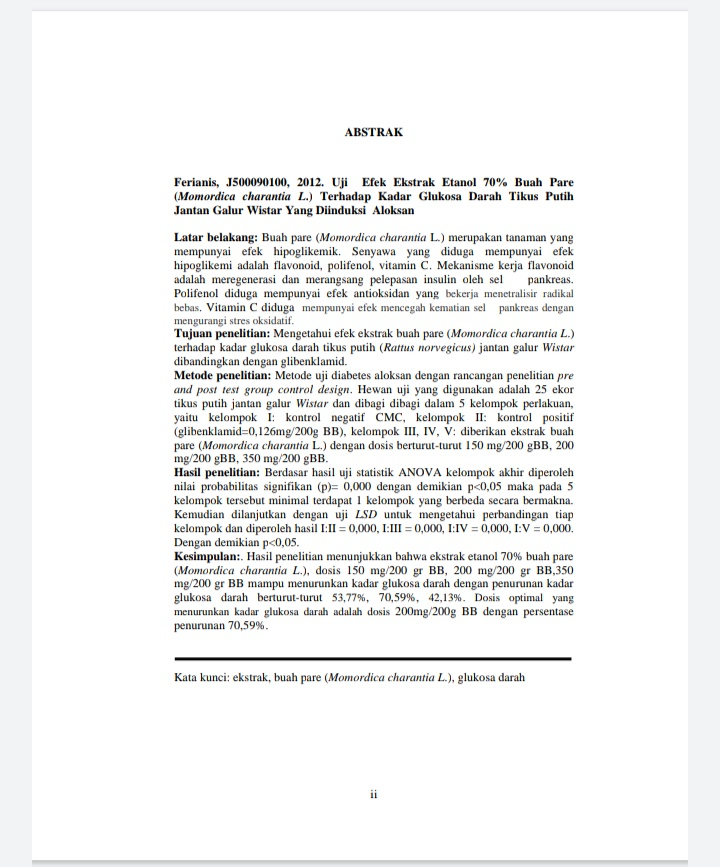 ABSTRAK
Ferianis, J500090100, 2012. Uji Efek Ekstrak Etanol 70% Buah Pare
(Momordica charantia L.) Terhadap Kadar Glukosa Darah Tikus Putih
Jantan Galur Wistar Yang Diinduksi Aloksan
Latar belakang: Buah pare (Momordica charantia L.) merupakan tanaman yang
mempunyai efek hipoglikemik. Senyawa yang diduga mempunyai efek
hipoglikemi adalah flavonoid, polifenol, vitamin C. Mekanisme kerja flavonoid
adalah meregenerasi dan merangsang pelepasan insulin oleh sel pankreas.
Polifenol diduga mempunyai efek antioksidan yang bekerja menetralisir radikal
bebas. Vitamin C diduga mempunyai efek mencegah kematian sel pankreas dengan
mengurangi stres oksidatif.
Tujuan penelitian: Mengetahui efek ekstrak buah pare (Momordica charantia L.)
terhadap kadar glukosa darah tikus putih (Rattus norvegicus) jantan galur Wistar
dibandingkan dengan glibenklamid.
Metode penelitian: Metode uji diabetes aloksan dengan rancangan penelitian pre
and post test group control design. Hewan uji yang digunakan adalah 25 ekor
tikus putih jantan galur Wistar dan dibagi dibagi dalam 5 kelompok perlakuan,
yaitu kelompok I: kontrol negatif CMC, kelompok II: kontrol positif
(glibenklamid=0,126mg/200g BB), kelompok III, IV, V: diberikan ekstrak buah
pare (Momordica charantia L.) dengan dosis berturut-turut 150 mg/200 gBB, 200
mg/200 gBB, 350 mg/200 gBB.
Hasil penelitian: Berdasar hasil uji statistik ANOVA kelompok akhir diperoleh
nilai probabilitas signifikan (p)= 0,000 dengan demikian p<0,05 maka pada 5
kelompok tersebut minimal terdapat 1 kelompok yang berbeda secara bermakna.
Kemudian dilanjutkan dengan uji LSD untuk mengetahui perbandingan tiap
kelompok dan diperoleh hasil I:II = 0,000, I:III = 0,000, I:IV = 0,000, I:V = 0,000.
Dengan demikian p<0,05.
Kesimpulan:. Hasil penelitian menunjukkan bahwa ekstrak etanol 70% buah pare
(Momordica charantia L.), dosis 150 mg/200 gr BB, 200 mg/200 gr BB,350
mg/200 gr BB mampu menurunkan kadar glukosa darah dengan penurunan kadar
glukosa darah berturut-turut 53,77%, 70,59%, 42,13%. Dosis optimal yang
menurunkan kadar glukosa darah adalah dosis 200mg/200g BB dengan persentase
penurunan 70,59%.
Kata kunci: ekstrak, buah pare (Momordica charantia L.), glukosa darah
ii